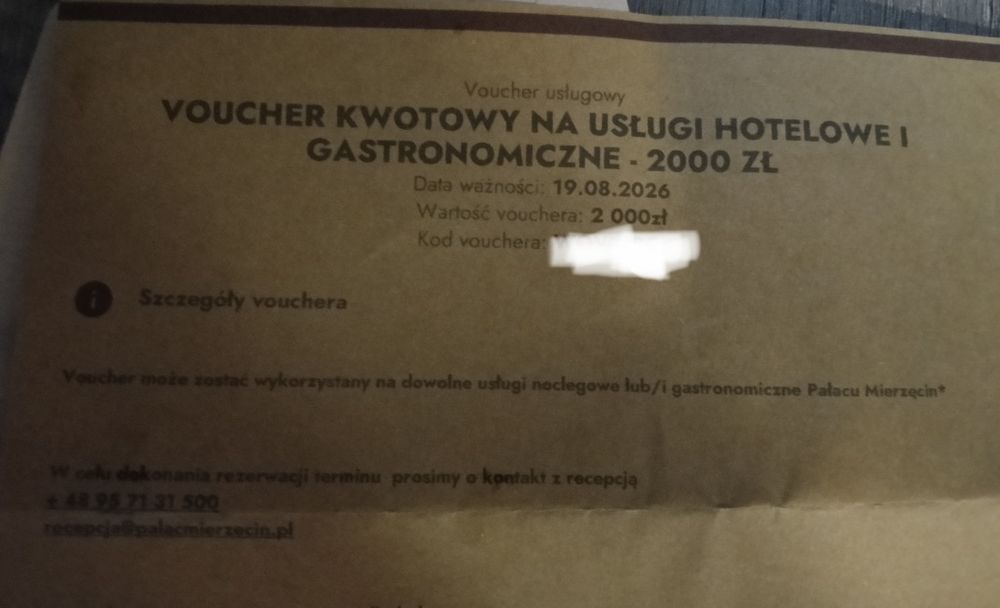 Voucher usługowy
VOUCHER KWOTOWY NA USŁUGI HOTELOWE I
GASTRONOMICZNE - 2000 ZŁ
Data ważności: 19.08.2026
Wartość vouchera: 2 000zł
Kod vouchera:
i Szczegóły vouchera
Voucher może zostać wykorzystany na dowolne usługi noclegowe lub/i gastronomiczne Pałacu Mierzęcin*
W celu dokonania rezerwacji terminu prosimy o kontakt z recepcją
+ 48 95 71 31 500
recepcja@palacmierzecin.pl